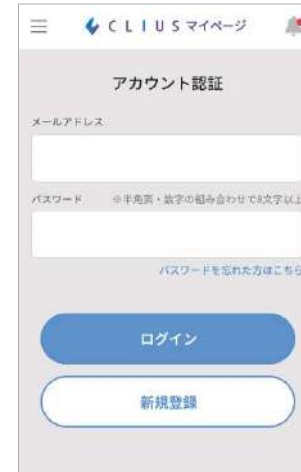 CLIUSマイページ
アカウント認証
メールアドレス
パスワード ※半角英・数字の組み合わせで8文字以上
パスワードを忘れた方はこちら
ログイン
新規登録